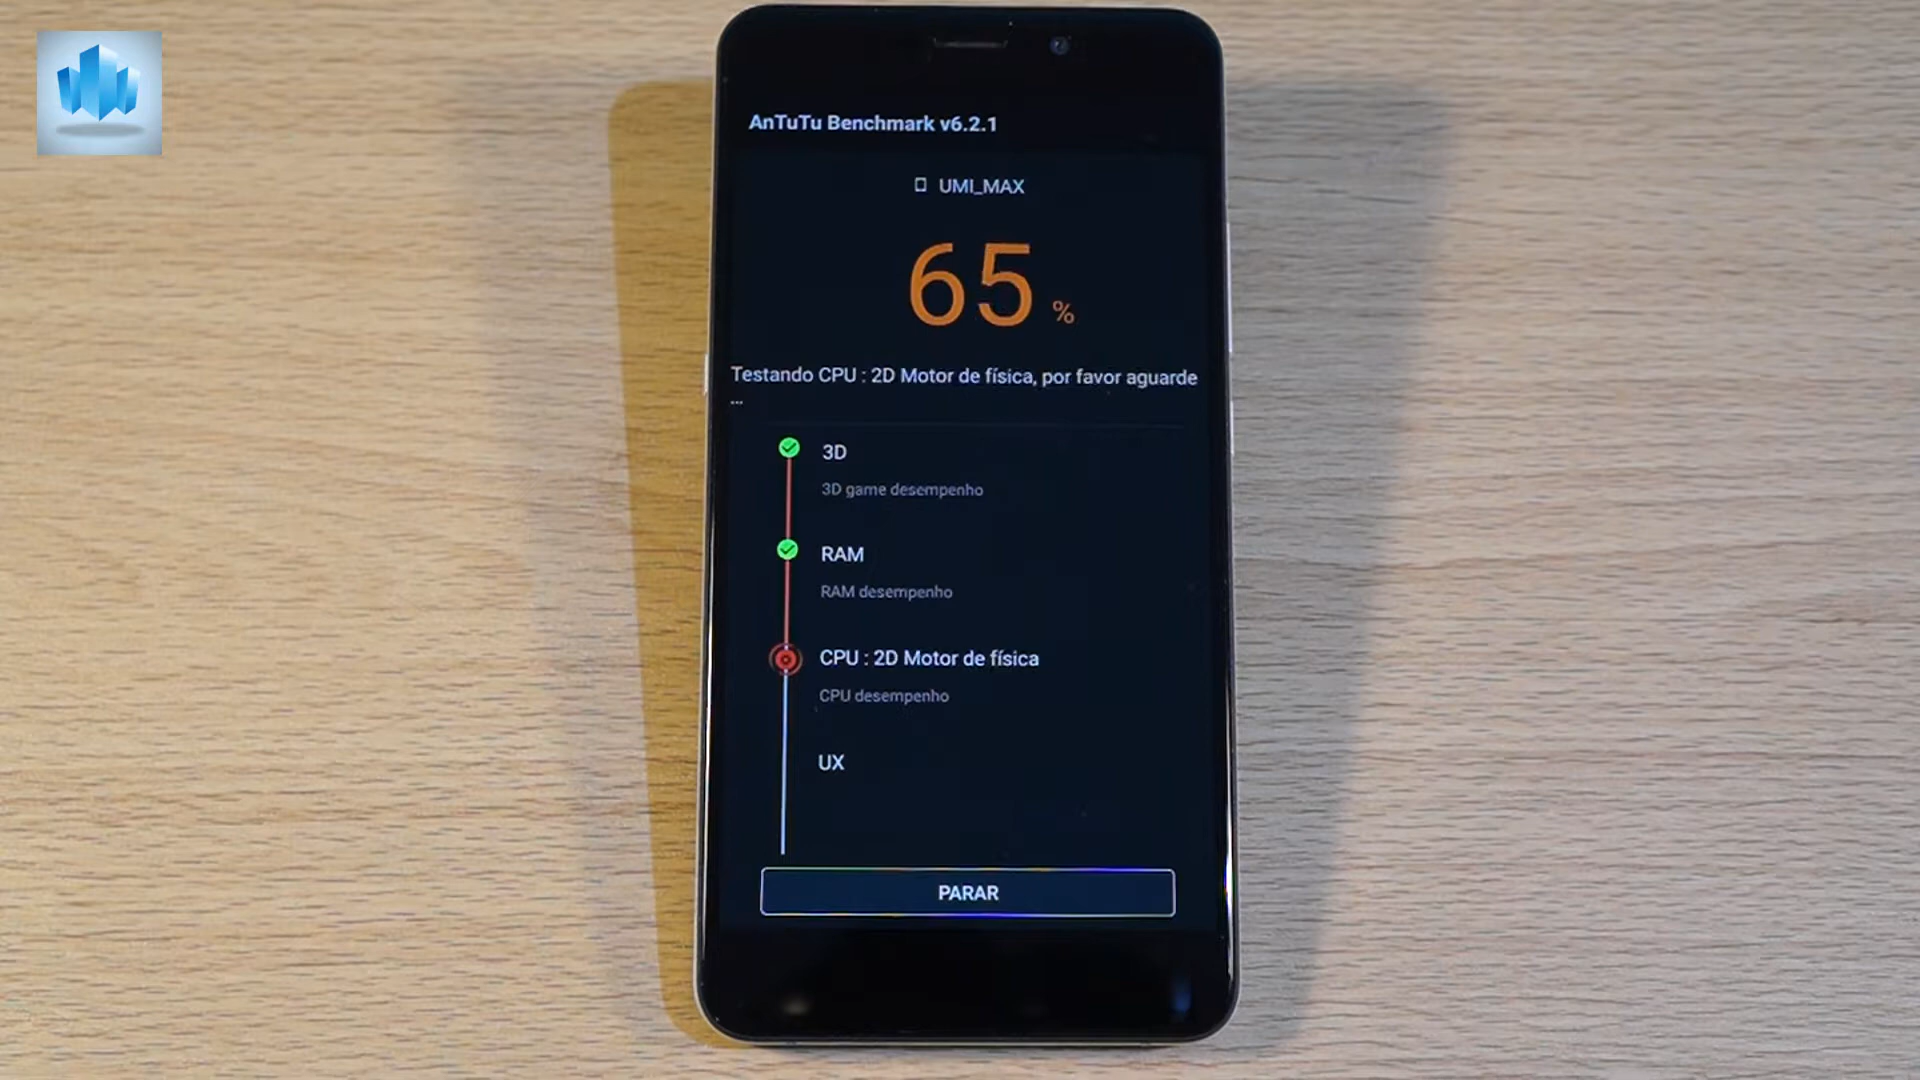 AnTuTu Benchmark v6.2.1
UMI_MAX
65 %
Testando CPU : 2D Motor de física, por favor aguarde
...
3D
3D game desempenho
RAM
RAM desempenho
CPU : 2D Motor de física
CPU desempenho
UX
PARAR